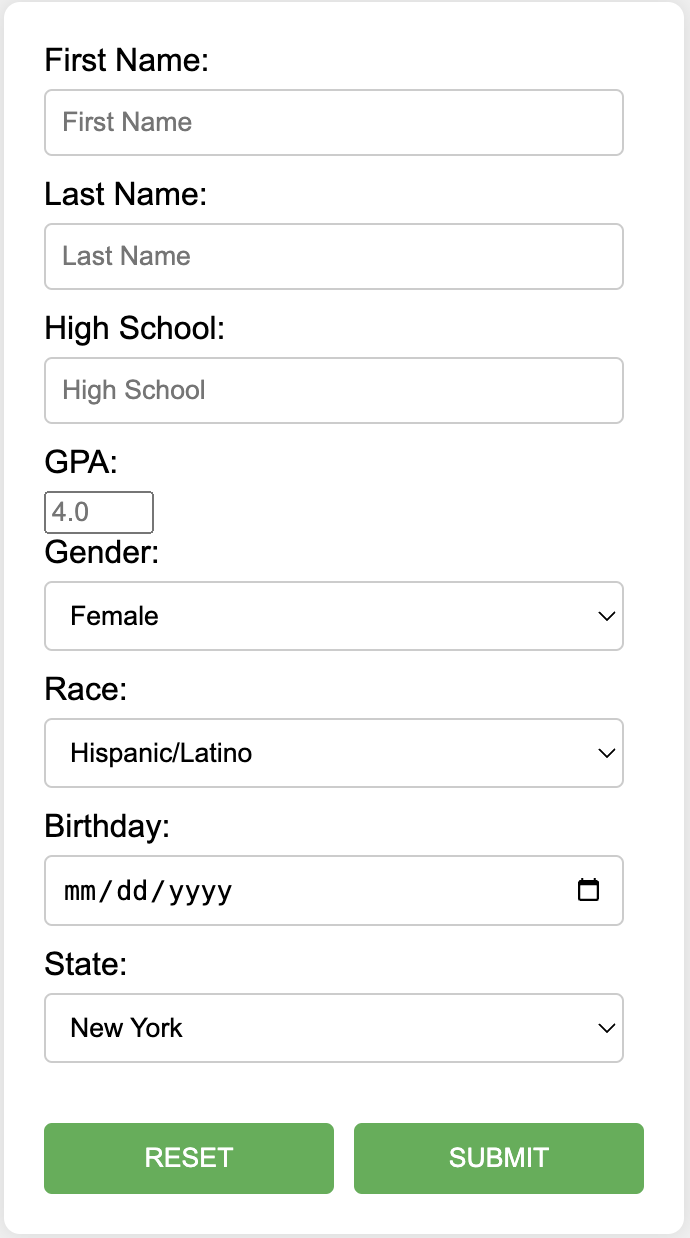 First Name:
First Name
Last Name:
Last Name
High School:
High School
GPA:
4.0
Gender:
Female
Race:
Hispanic/Latino
Birthday:
mm/dd/yyyy
State:
New York
RESET SUBMIT